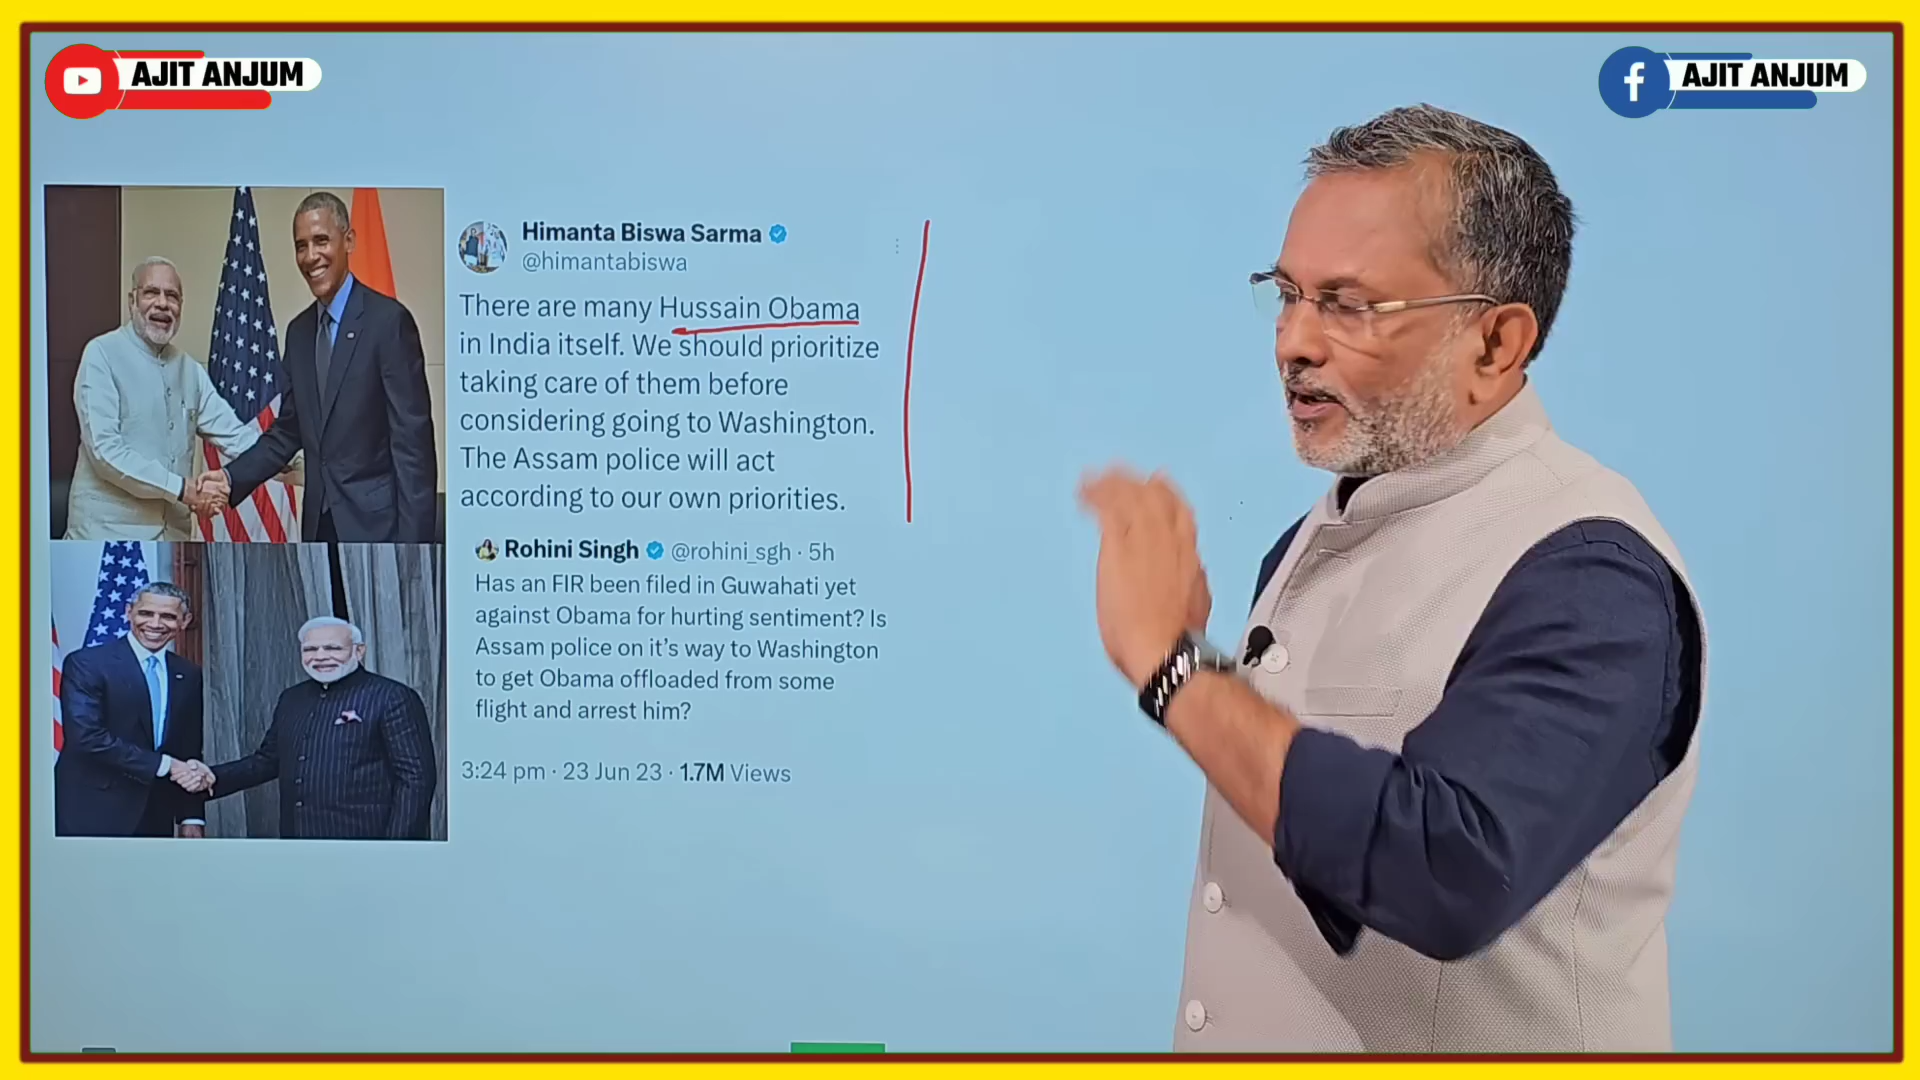 AJIT ANJUM
AJIT ANJUM
Himanta Biswa Sarma
@himantabiswa
There are many Hussain Obama
in India itself. We should prioritize
taking care of them before
considering going to Washington.
The Assam police will act
according to our own priorities.
Rohini Singh @rohini_sgh · 5h
Has an FIR been filed in Guwahati yet
against Obama for hurting sentiment? Is
Assam police on it's way to Washington
to get Obama offloaded from some
flight and arrest him?
3:24 pm · 23 Jun 23 · 1.7M Views